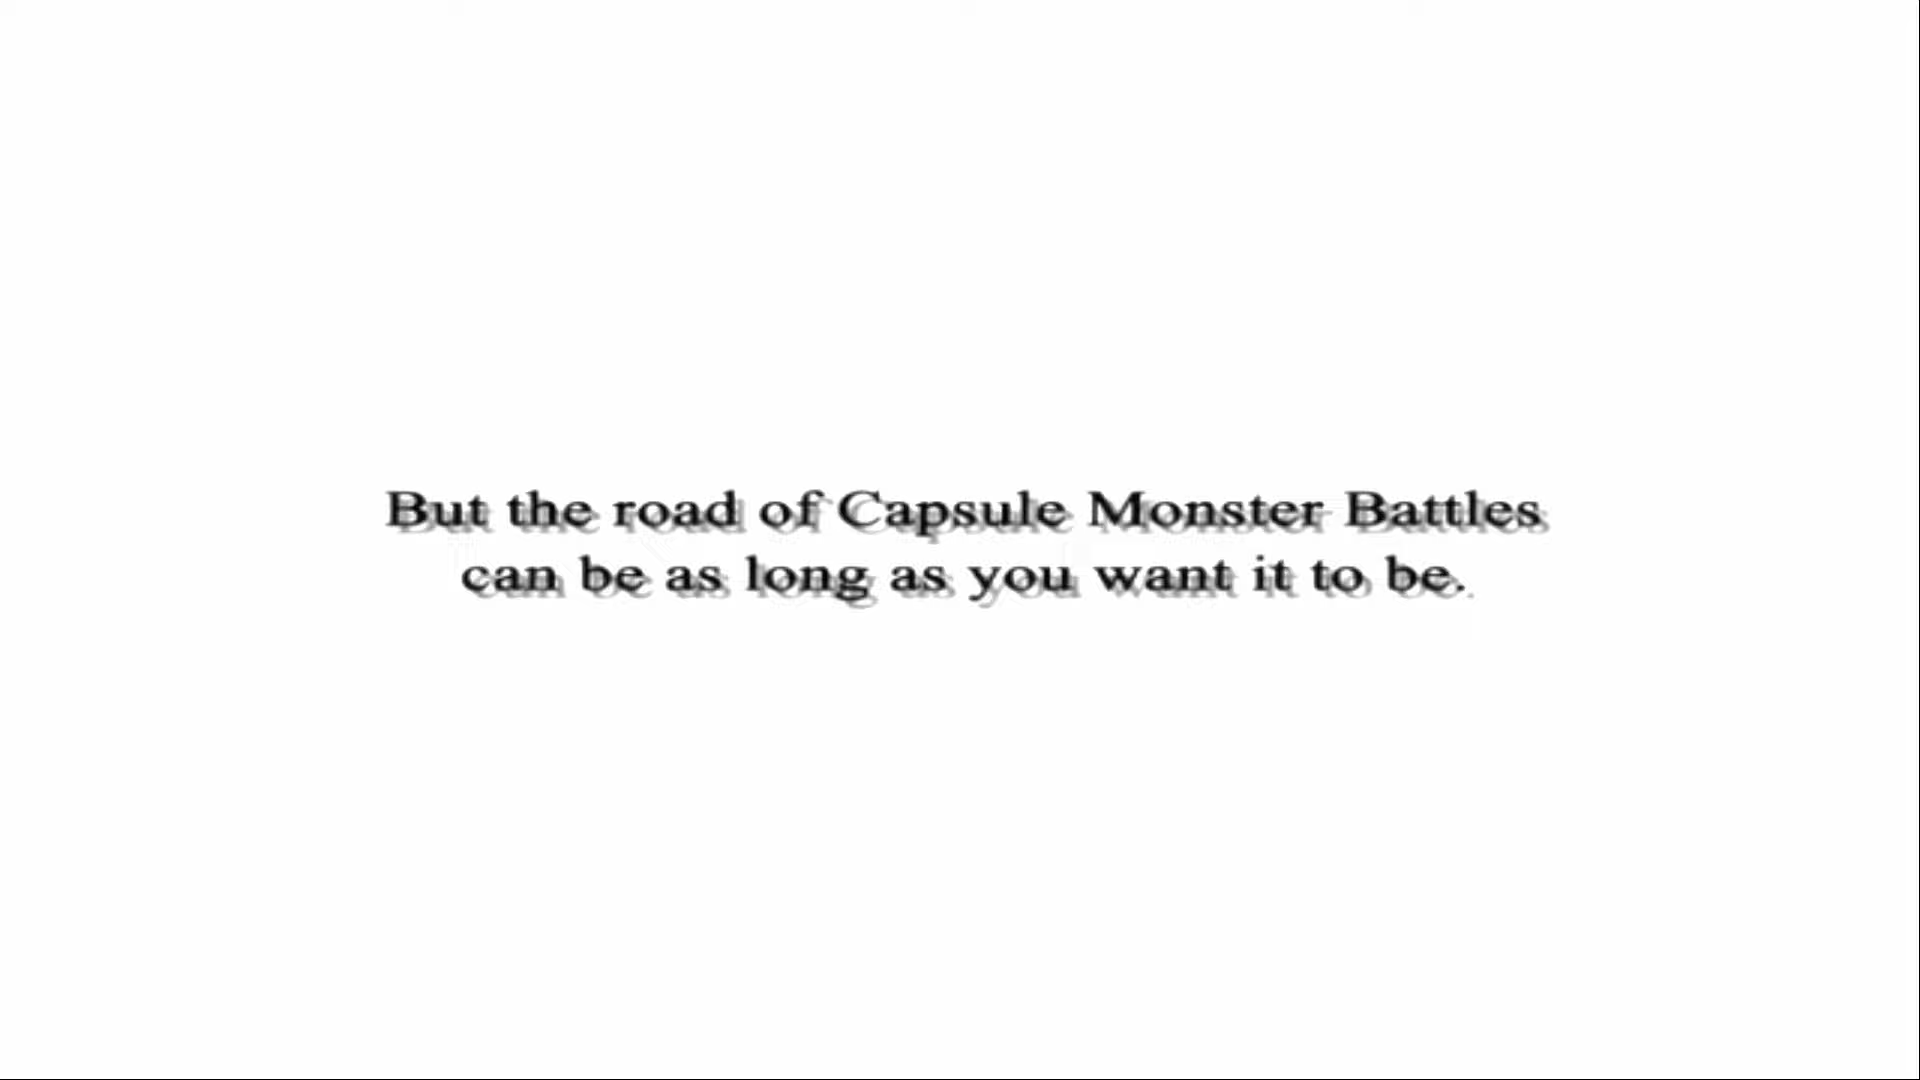 But the road of Capsule Monster Battles
can be as long as you want it to be.